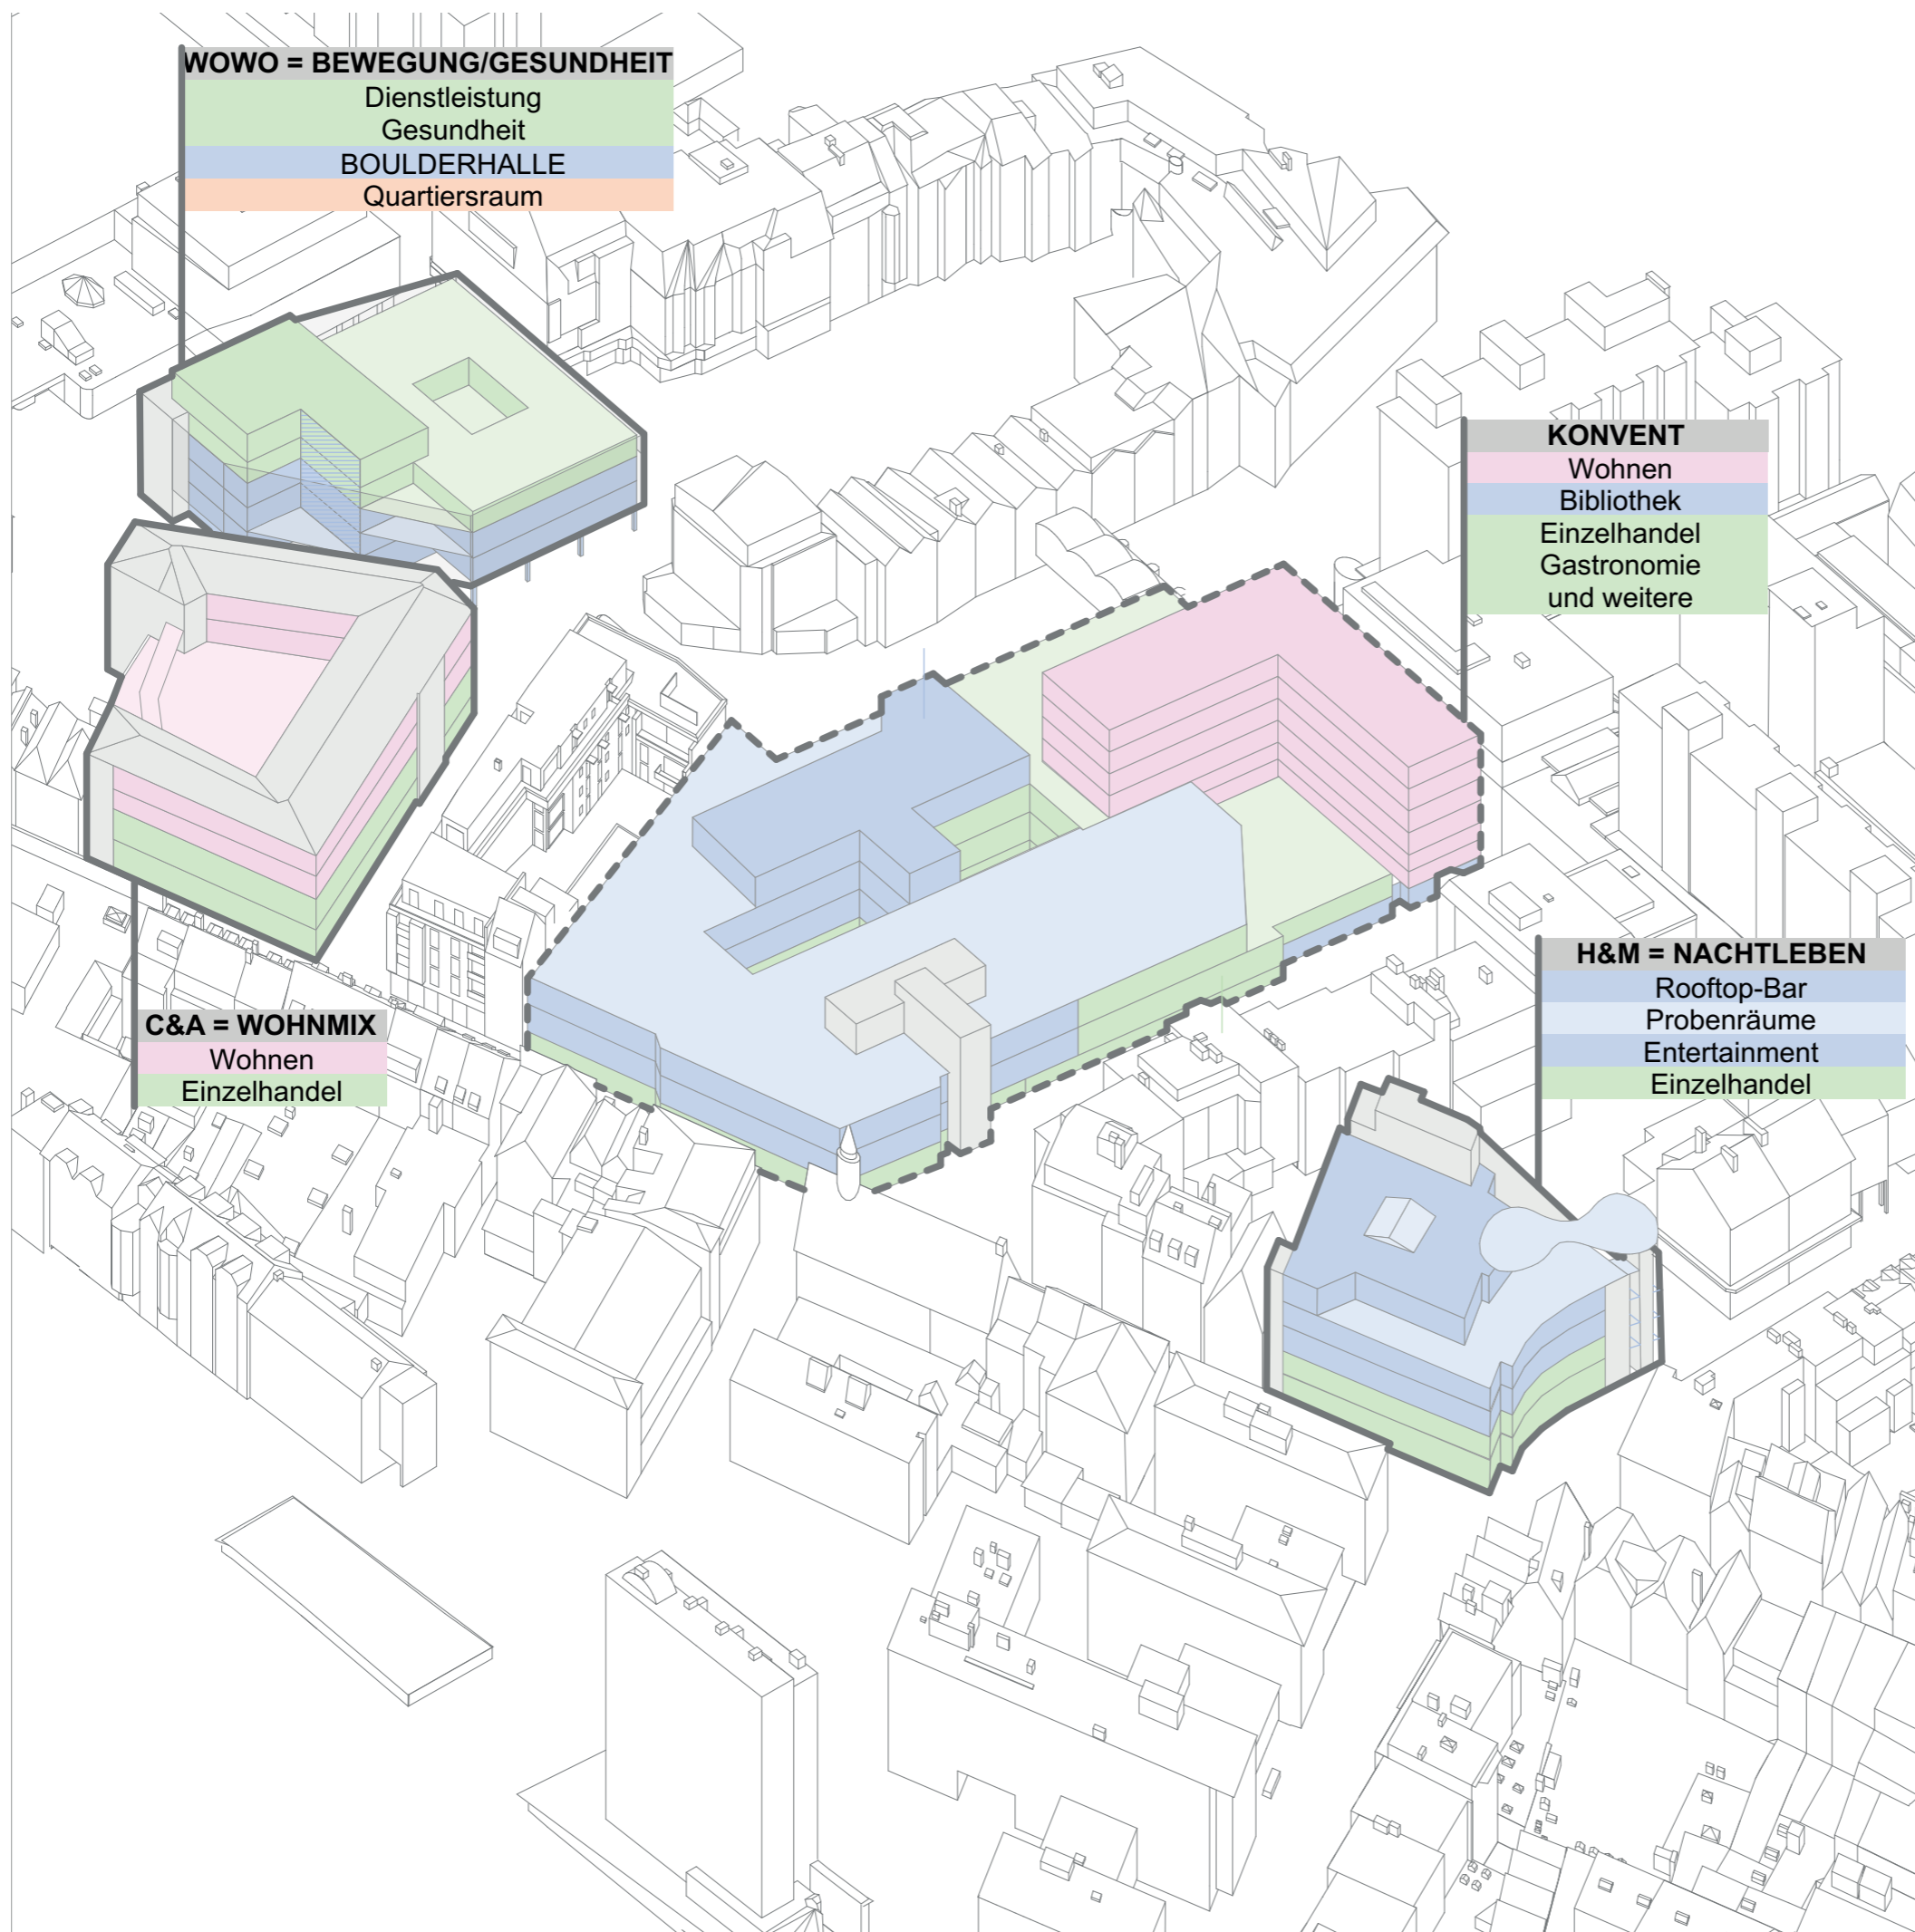 WOWO = BEWEGUNG/GESUNDHEIT
Dienstleistung
Gesundheit
BOULDERHALLE
Quartiersraum
KONVENT
Wohnen
Bibliothek
Einzelhandel
Gastronomie
und weitere
H&M = NACHTLEBEN
Rooftop-Bar
Probenräume
Entertainment
Einzelhandel
C&A = WOHNMIX
Wohnen
Einzelhandel